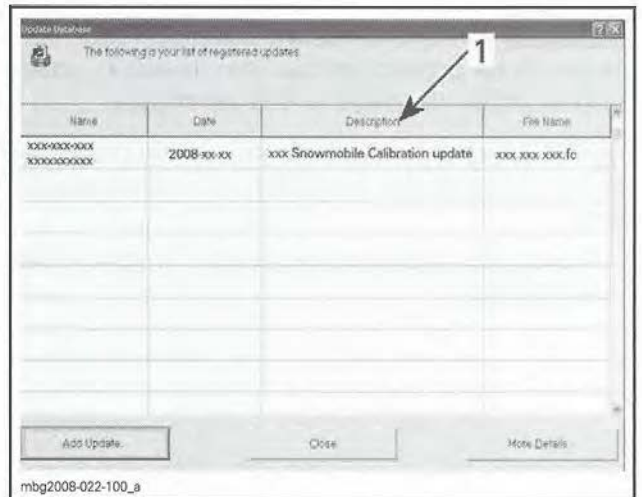 Update Database
The following is your list of registered updates
1
Name Date Description File Name
xxx-xxx-xxx
xxxxxxxxxx
2008-xx-xx xxx Snowmobile Calibration update xxx xxx xxx.fc
Add Update Close More Details
mbg2008-022-100_a